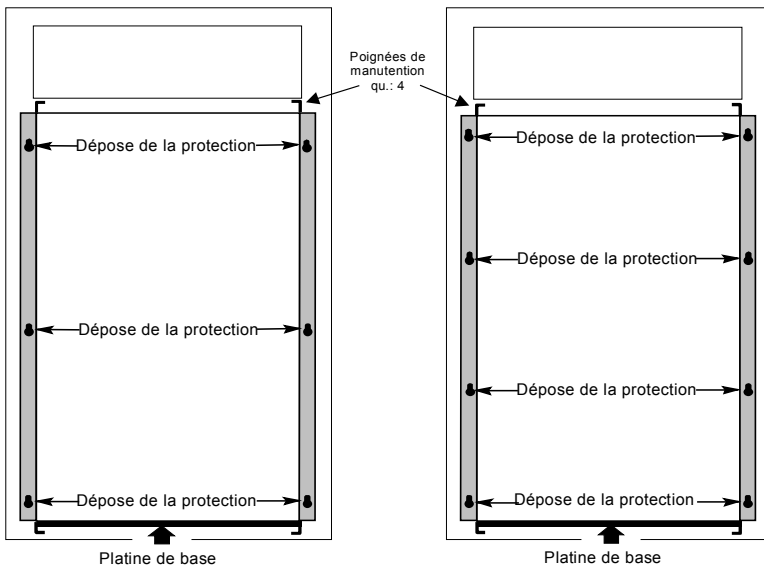 Poignées de
manutention
qu.: 4
Dépose de la protection
Dépose de la protection
Dépose de la protection
Platine de base
Dépose de la protection
Dépose de la protection
Dépose de la protection
Dépose de la protection
Platine de base